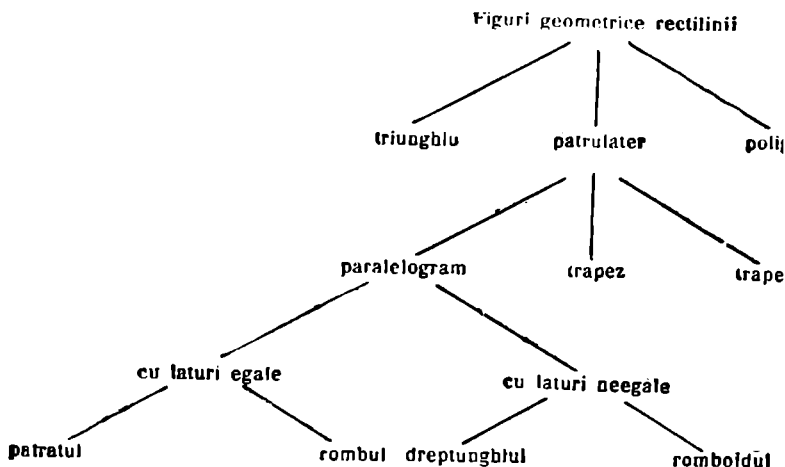 Figuri geometrice rectilinii
triunghiu patrulater
paralelogram trapez
cu laturi egale cu laturi neegale
patratul rombul dreptunghiul romboidul